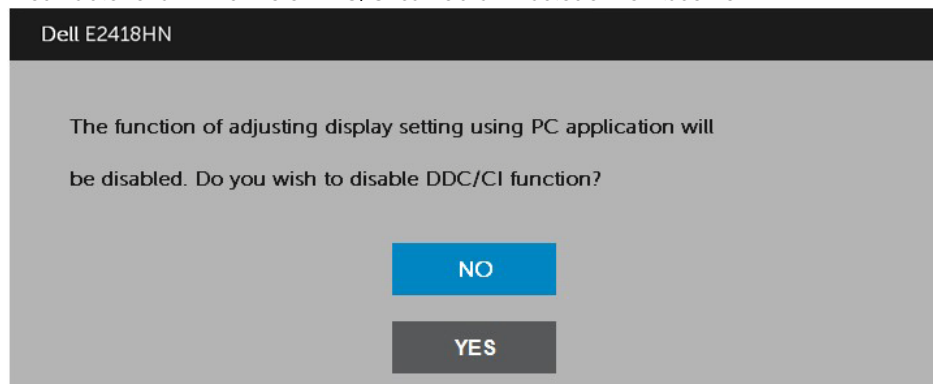 Dell E2418HN
The function of adjusting display setting using PC application will
be disabled. Do you wish to disable DDC/CI function?
NO
YES